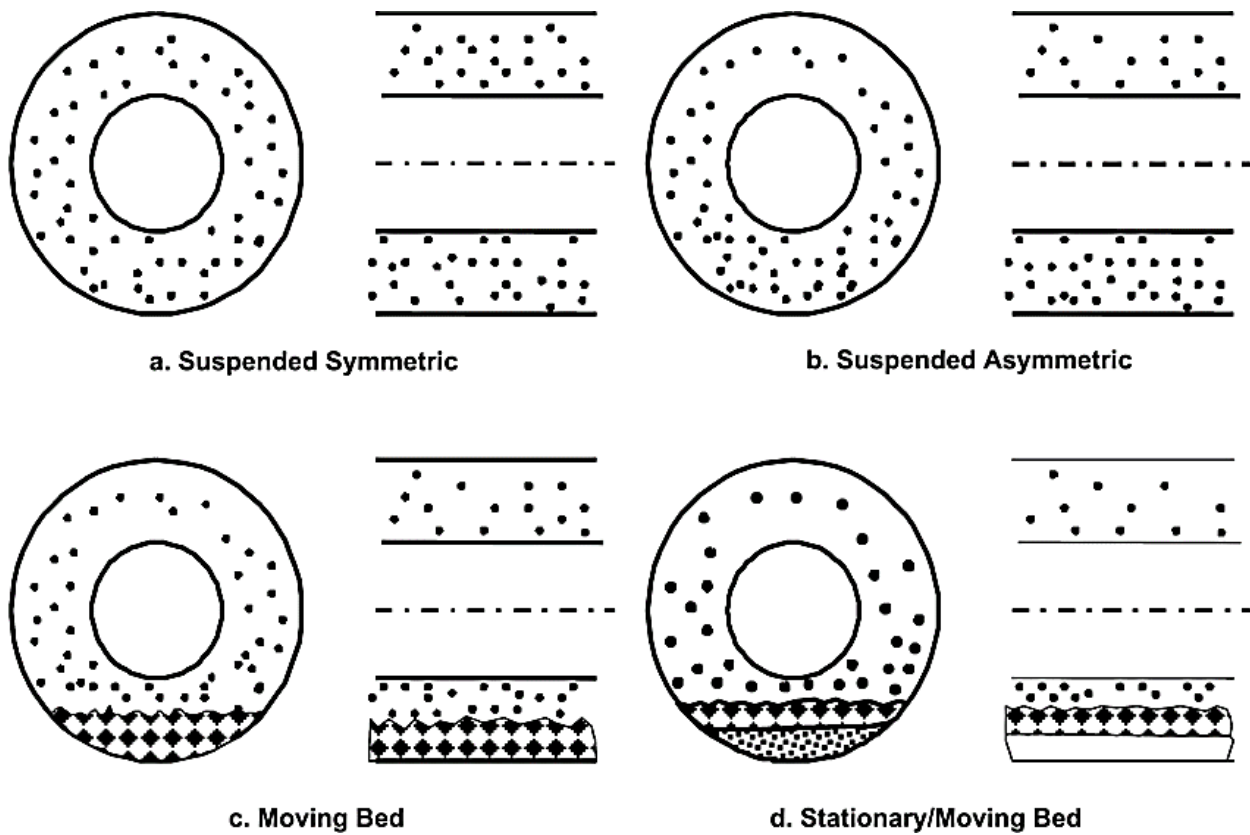 a. Suspended Symmetric
b. Suspended Asymmetric
c. Moving Bed
d. Stationary/Moving Bed